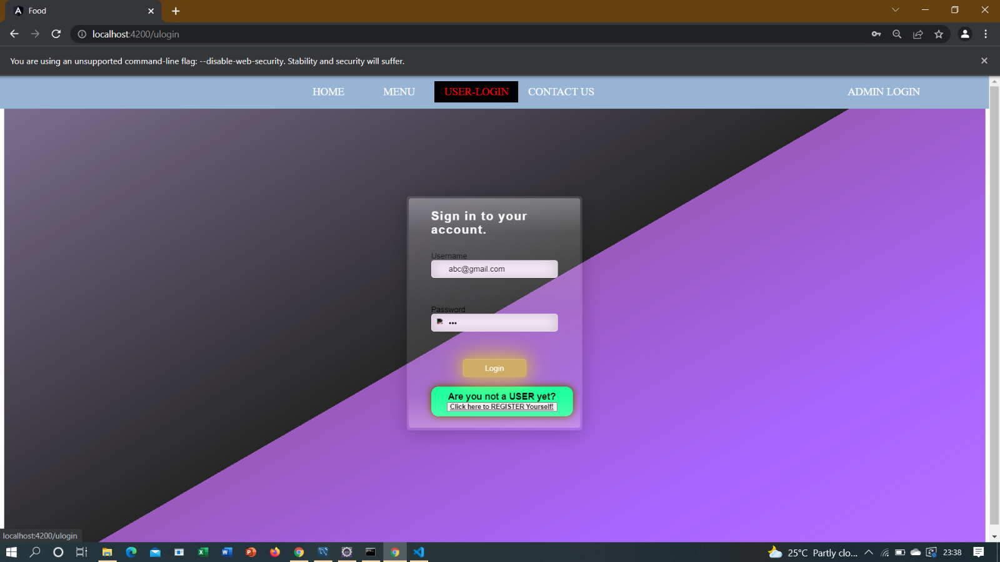 Food
localhost:4200/ulogin
You are using an unsupported command-line flag: --disable-web-security. Stability and security will suffer.
HOME MENU USER-LOGIN CONTACT US ADMIN LOGIN
Sign in to your
account.
Username
abc@gmail.com
Password
•••
Login
Are you not a USER yet?
Click here to REGISTER Yourself!
localhost:4200/ulogin
25°C Partly clo... 23:38